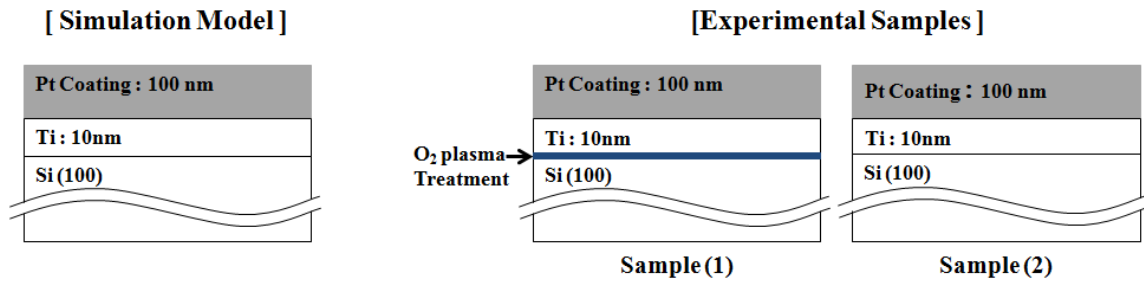 [ Simulation Model ]
Pt Coating : 100 nm
Ti : 10nm
Si (100)
[Experimental Samples]
Pt Coating : 100 nm
Ti : 10nm
O2 plasma
Treatment
Si (100)
Sample (1)
Pt Coating : 100 nm
Ti : 10nm
Si (100)
Sample (2)